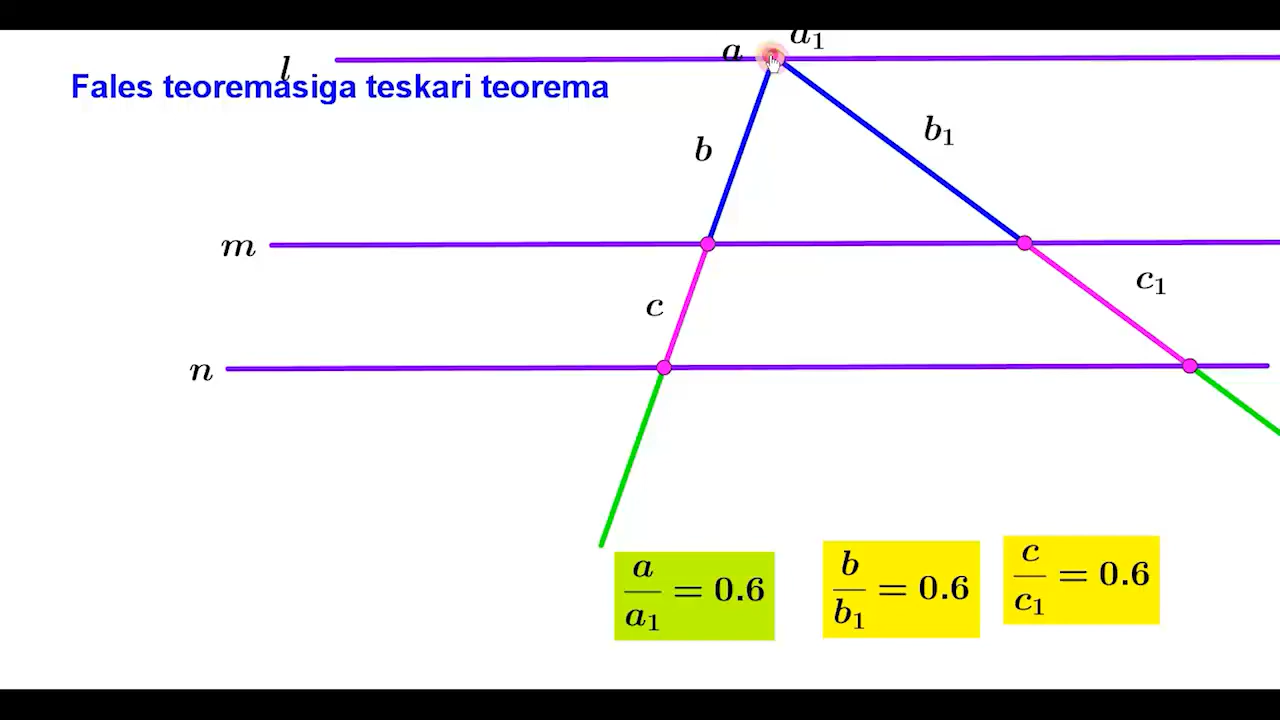 a a₁
l
Fales teoremasiga teskari teorema
b b₁
m
c c₁
n
a/a₁ = 0.6 b/b₁ = 0.6 c/c₁ = 0.6